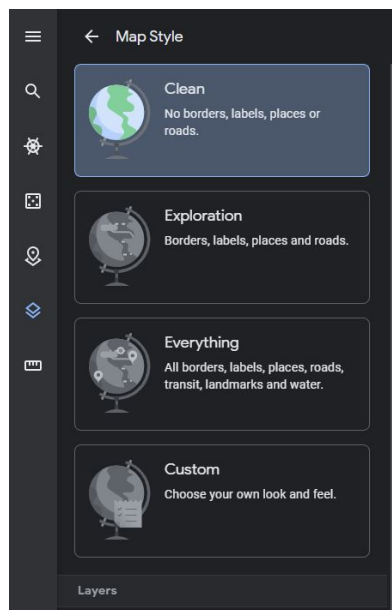 Map Style
Clean
No borders, labels, places or
roads.
Exploration
Borders, labels, places and roads.
Everything
All borders, labels, places, roads,
transit, landmarks and water.
Custom
Choose your own look and feel.
Layers